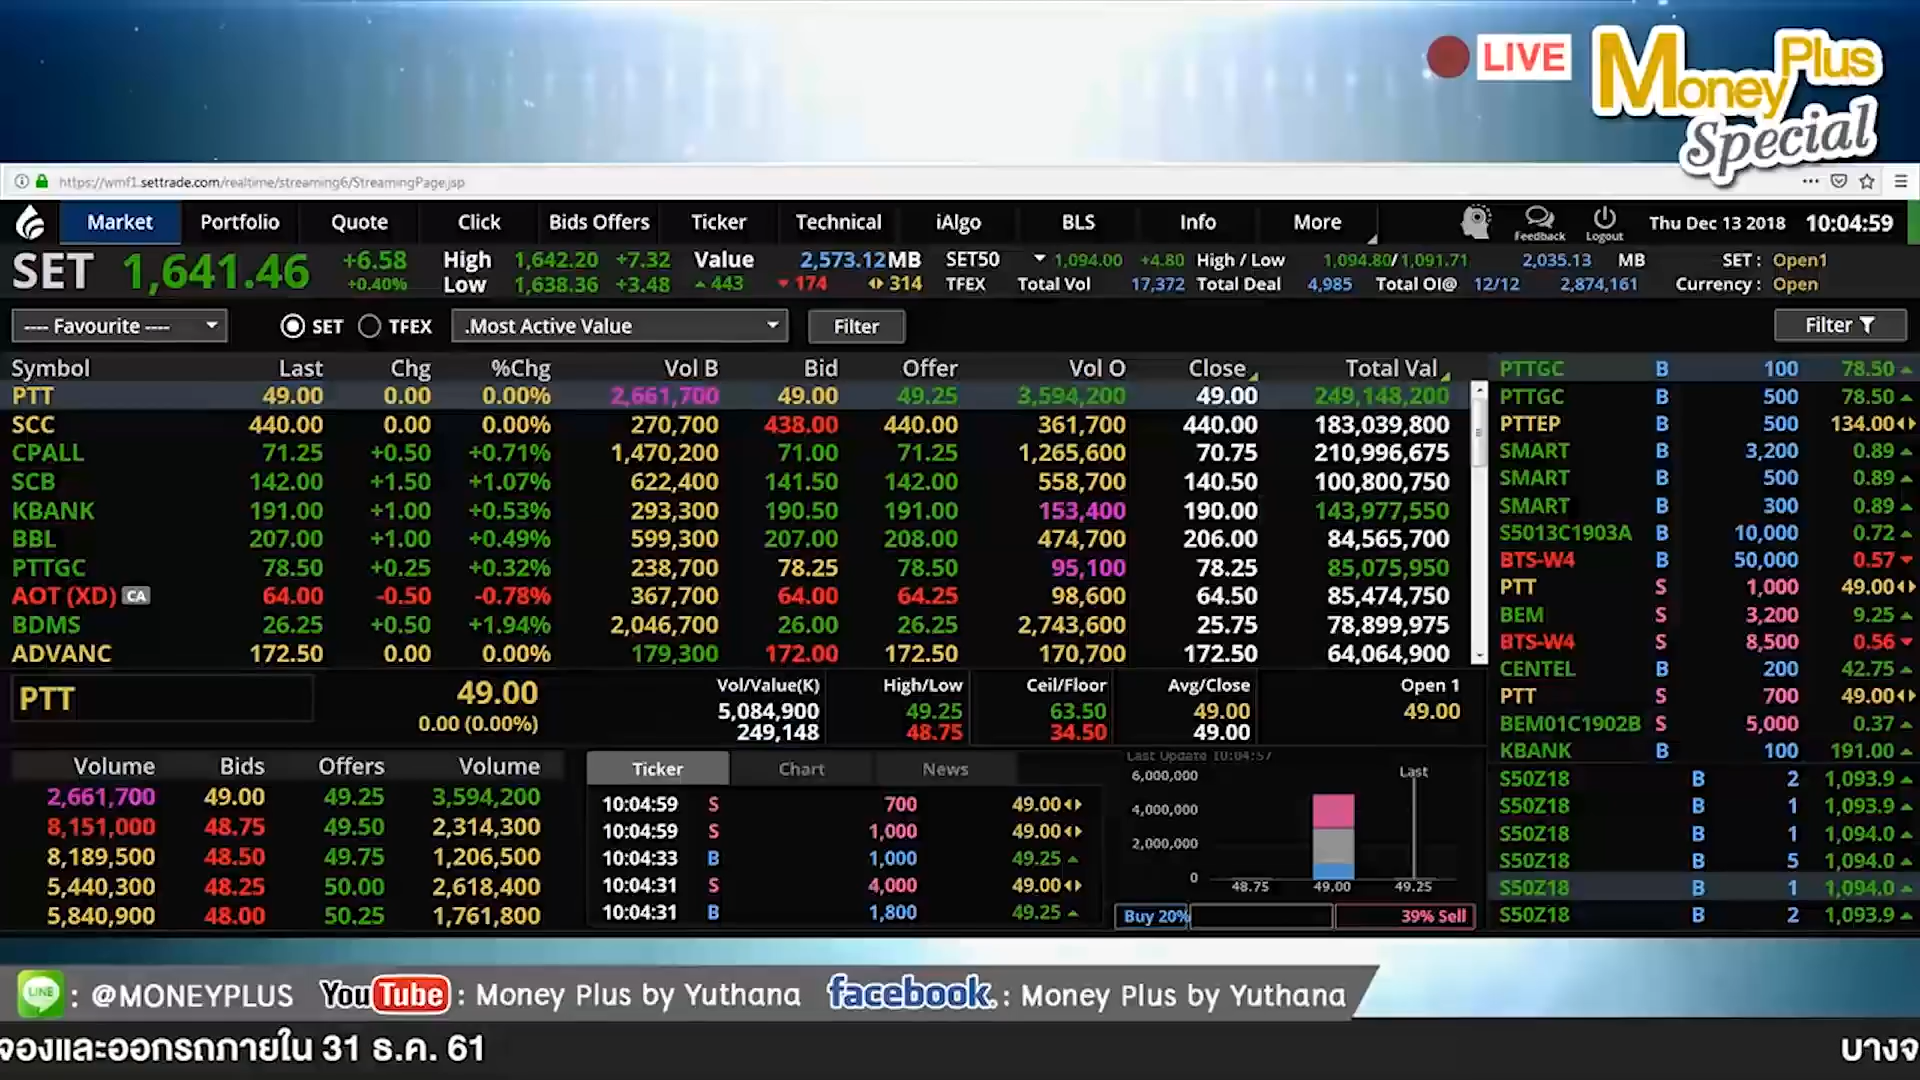 LIVE
Money Plus
Special
https://wmf1.settrade.com/realtime/streaming6/StreamingPage.jsp
Market Portfolio Quote Click Bids Offers Ticker Technical iAlgo BLS Info More Feedback Logout Thu Dec 13 2018 10:04:59
SET 1,641.46 +6.58 High 1,642.20 +7.32 Value 2,573.12MB SET50 1,094.00 +4.80 High / Low 1,094.80/ 1,091.71 2,035.13 MB SET : Open1
+0.40% Low 1,638.36 +3.48 443 174 314 TFEX Total Vol 17,372 Total Deal 4,985 Total OI@ 12/12 2,874,161 Currency : Open
---- Favourite ---- SET TFEX .Most Active Value Filter Filter
Symbol Last Chg %Chg Vol B Bid Offer Vol O Close Total Val
PTT 49.00 0.00 0.00% 2,661,700 49.00 49.25 3,594,200 49.00 249,148,200
SCC 440.00 0.00 0.00% 270,700 438.00 440.00 361,700 440.00 183,039,800
CPALL 71.25 +0.50 +0.71% 1,470,200 71.00 71.25 1,265,600 70.75 210,996,675
SCB 142.00 +1.50 +1.07% 622,400 141.50 142.00 558,700 140.50 100,800,750
KBANK 191.00 +1.00 +0.53% 293,300 190.50 191.00 153,400 190.00 143,977,550
BBL 207.00 +1.00 +0.49% 599,300 207.00 208.00 474,700 206.00 84,565,700
PTTGC 78.50 +0.25 +0.32% 238,700 78.25 78.50 95,100 78.25 85,075,950
AOT (XD) CA 64.00 -0.50 -0.78% 367,700 64.00 64.25 98,600 64.50 85,474,750
BDMS 26.25 +0.50 +1.94% 2,046,700 26.00 26.25 2,743,600 25.75 78,899,975
ADVANC 172.50 0.00 0.00% 179,300 172.00 172.50 170,700 172.50 64,064,900
PTTGC B 100 78.50
PTTGC B 500 78.50
PTTEP B 500 134.00
SMART B 3,200 0.89
SMART B 500 0.89
SMART B 300 0.89
S5013C1903A B 10,000 0.72
BTS-W4 B 50,000 0.57
PTT S 1,000 49.00
BEM S 3,200 9.25
BTS-W4 S 8,500 0.56
CENTEL B 200 42.75
PTT S 700 49.00
BEM01C1902B S 5,000 0.37
KBANK B 100 191.00
S50Z18 B 2 1,093.9
S50Z18 B 1 1,093.9
S50Z18 B 1 1,094.0
S50Z18 B 5 1,094.0
S50Z18 B 1 1,094.0
S50Z18 B 2 1,093.9
PTT 49.00
0.00 (0.00%)
Vol/Value(K) High/Low Ceil/Floor Avg/Close Open 1
5,084,900 49.25 63.50 49.00 49.00
249,148 48.75 34.50 49.00
Volume Bids Offers Volume
2,661,700 49.00 49.25 3,594,200
8,151,000 48.75 49.50 2,314,300
8,189,500 48.50 49.75 1,206,500
5,440,300 48.25 50.00 2,618,400
5,840,900 48.00 50.25 1,761,800
Ticker Chart News
10:04:59 S 700 49.00
10:04:59 S 1,000 49.00
10:04:33 B 1,000 49.25
10:04:31 S 4,000 49.00
10:04:31 B 1,800 49.25
Last Update 10:04:57
6,000,000 Last
4,000,000
2,000,000
0
48.75 49.00 49.25
Buy 20% 39% Sell
LINE : @MONEYPLUS YouTube : Money Plus by Yuthana facebook. : Money Plus by Yuthana
จองและออกรถภายใน 31 ธ.ค. 61 บางจ